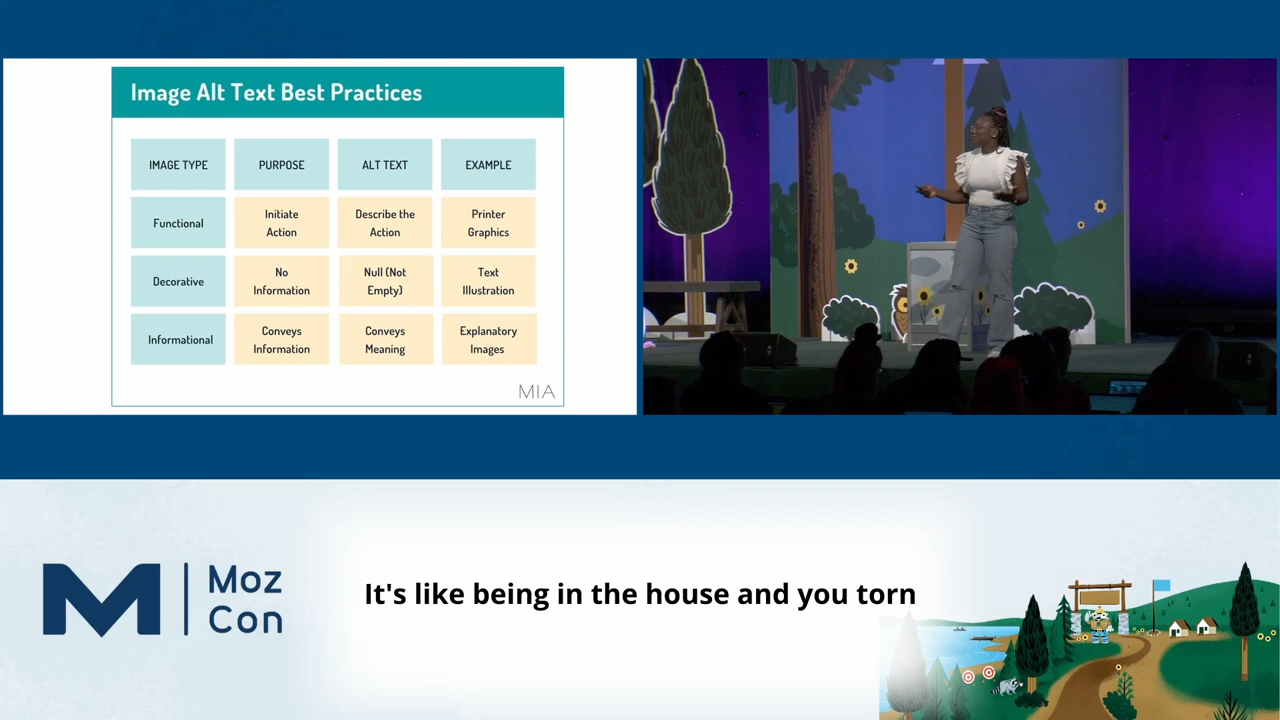 Image Alt Text Best Practices
IMAGE TYPE PURPOSE ALT TEXT EXAMPLE
Functional
Initiate
Action
Describe the
Action
Printer
Graphics
Decorative
No
Information
Null (Not
Empty)
Text
Illustration
Informational
Conveys
Information
Conveys
Meaning
Explanatory
Images
MIA
M
Moz
Con
It's like being in the house and you torn